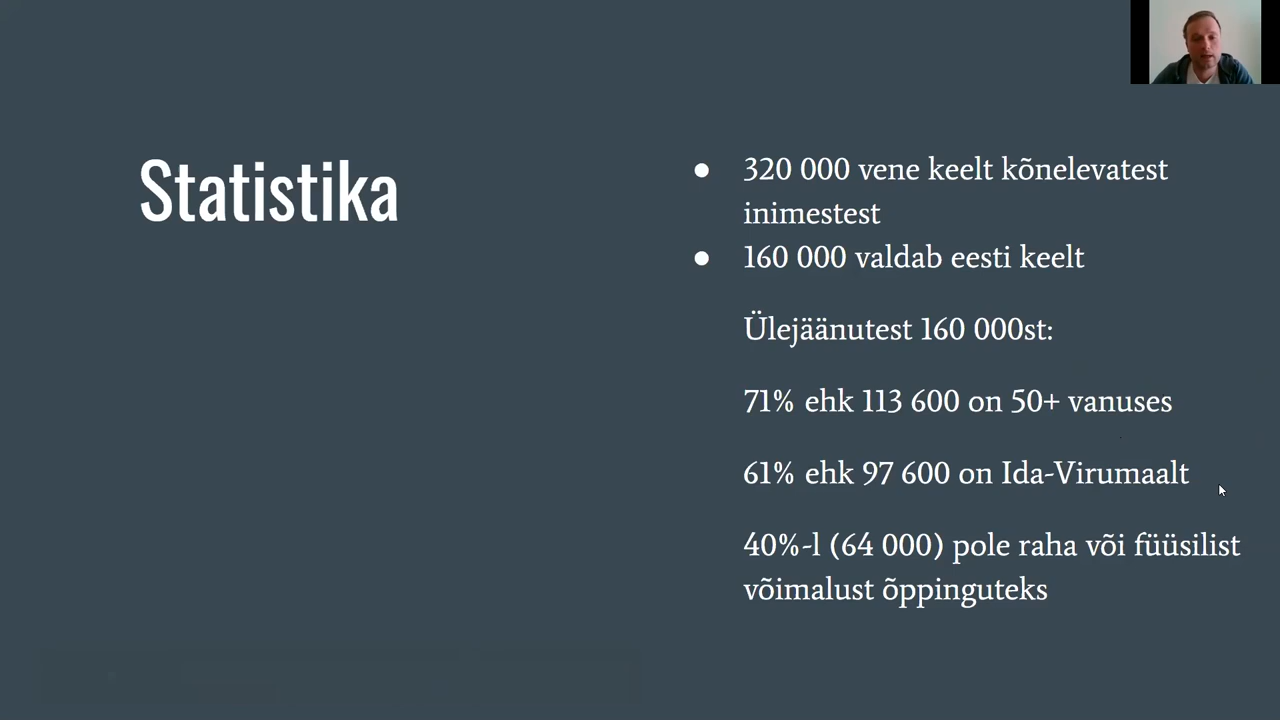 Statistika
● 320 000 vene keelt kõnelevatest
inimestest
● 160 000 valdab eesti keelt
Ülejäänutest 160 000st:
71% ehk 113 600 on 50+ vanuses
61% ehk 97 600 on Ida-Virumaalt
40%-l (64 000) pole raha või füüsilist
võimalust õppinguteks